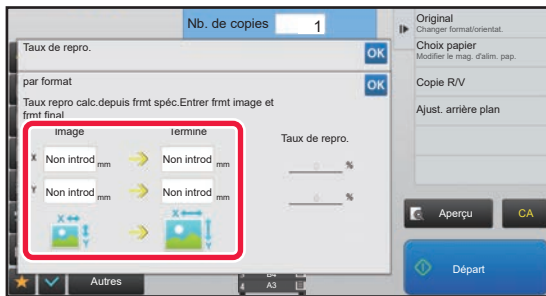 Nb. de copies 1
Original
Changer format/orientat.
Taux de repro. OK
Choix papier
Modifier le mag. d'alim. pap.
par format OK
Copie R/V
Taux repro calc.depuis frmt spéc.Entrer frmt image et
frmt final
Ajust. arrière plan
Image Terminé
Taux de repro.
X Non introd mm Non introd mm %
Y Non introd mm Non introd mm %
X X
Y Y
Aperçu CA
Départ
Autres
4 A3